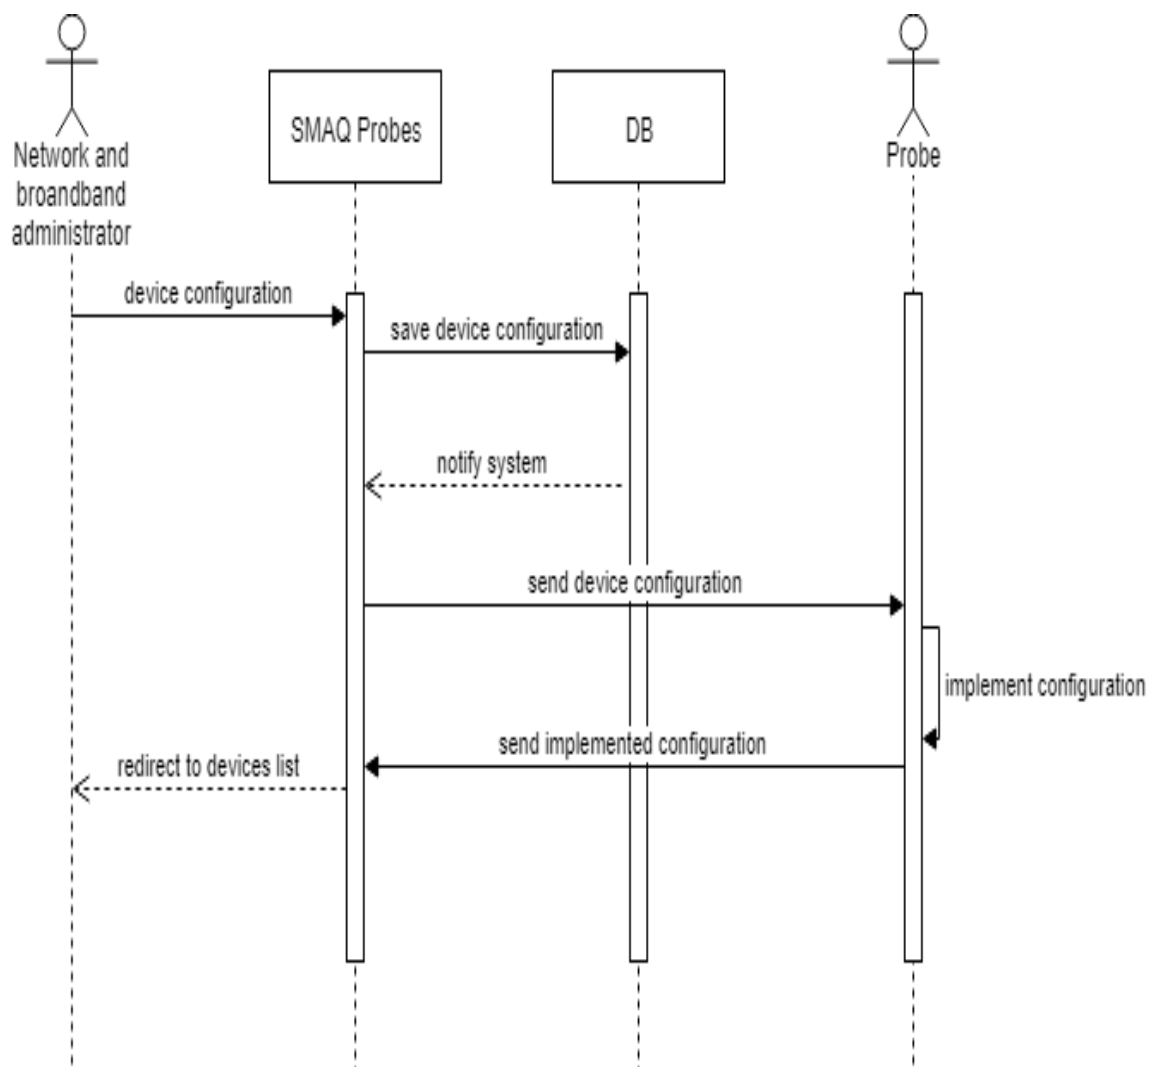 Network and
broandband
administrator
SMAQ Probes
DB
Probe
device configuration
save device configuration
notify system
send device configuration
implement configuration
send implemented configuration
redirect to devices list